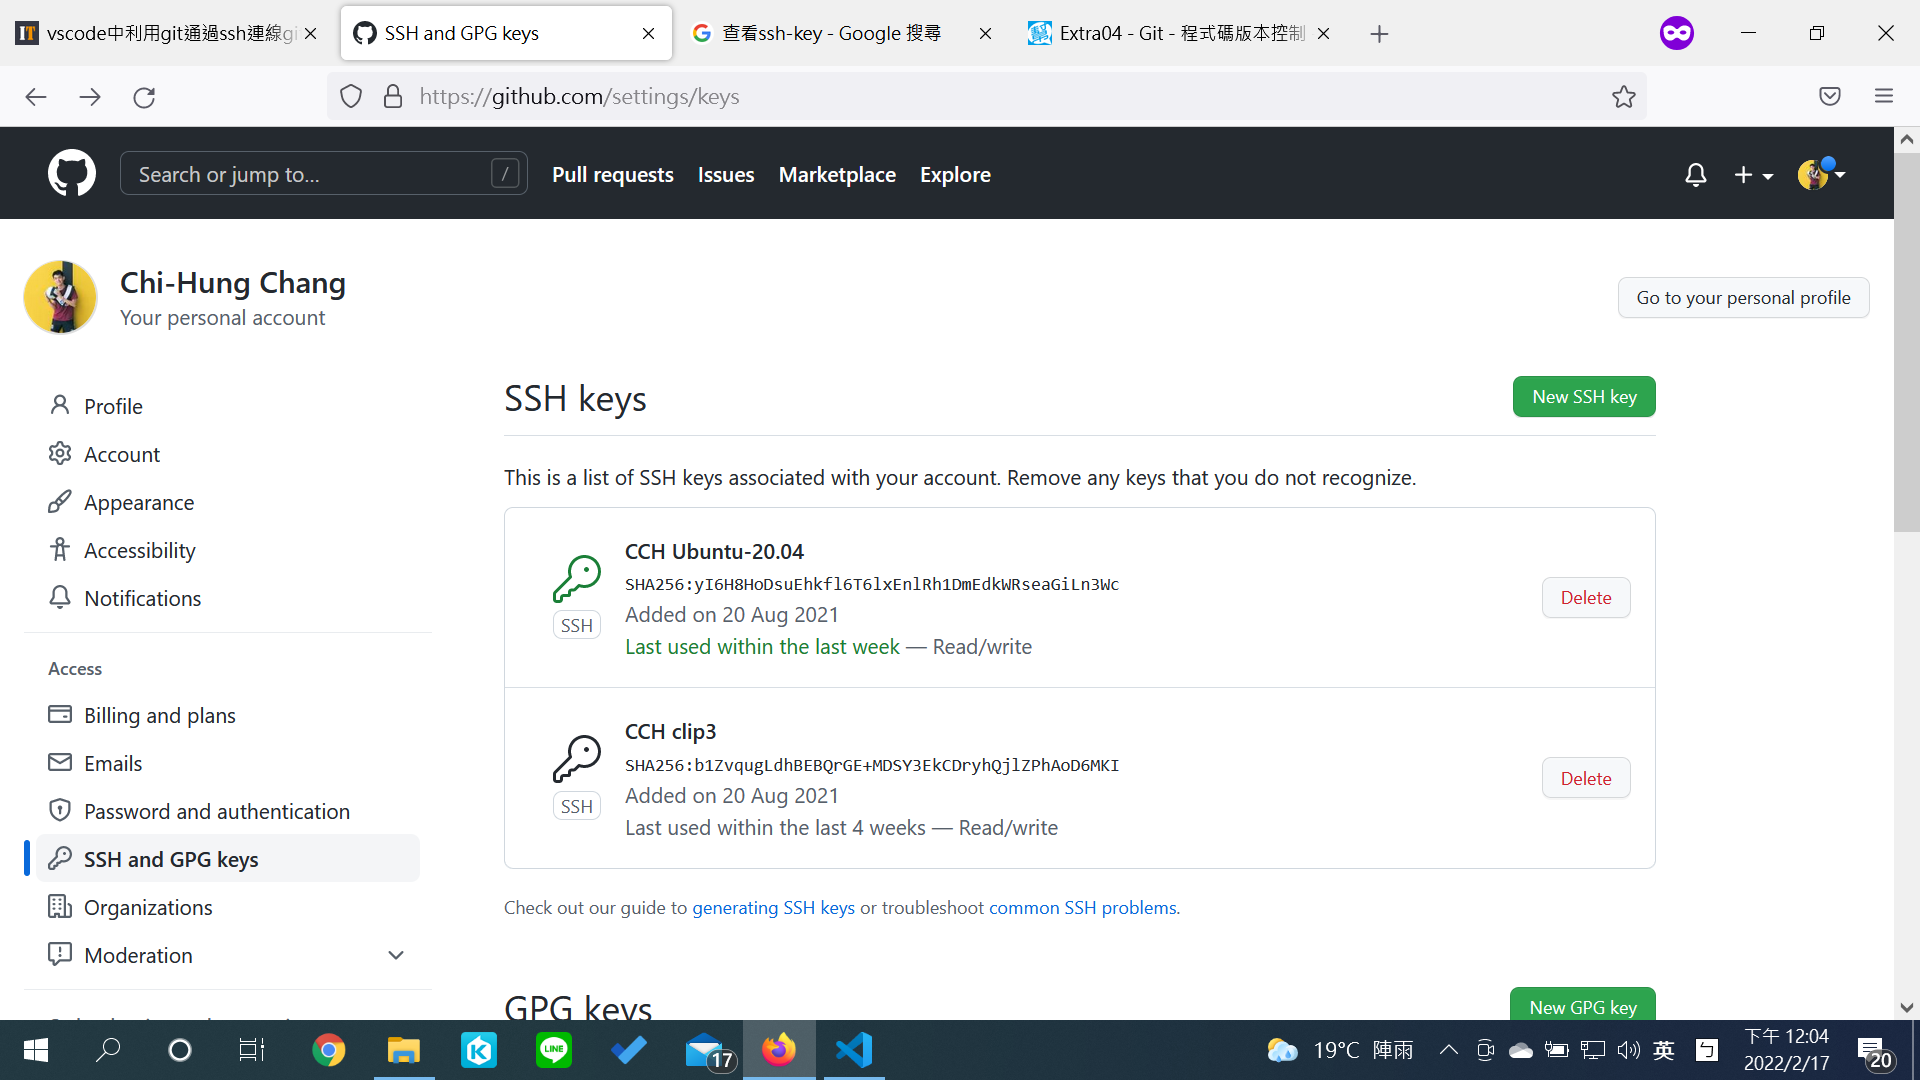 vscode中利用git通過ssh連線gi
SSH and GPG keys
查看ssh-key - Google 搜尋
Extra04 - Git - 程式碼版本控制
https://github.com/settings/keys
Search or jump to...
/
Pull requests
Issues
Marketplace
Explore
Chi-Hung Chang
Your personal account
Go to your personal profile
Profile
Account
Appearance
Accessibility
Notifications
Access
Billing and plans
Emails
Password and authentication
SSH and GPG keys
Organizations
Moderation
SSH keys
New SSH key
This is a list of SSH keys associated with your account. Remove any keys that you do not recognize.
CCH Ubuntu-20.04
SHA256:yI6H8HoDsuEhkfl6T6lxEnlRh1DmEdkWRseaGiLn3Wc
Added on 20 Aug 2021
Last used within the last week — Read/write
SSH
Delete
CCH clip3
SHA256:b1ZvqugLdhBEBQrGE+MDSY3EkCDryhQjlZPhAoD6MKI
Added on 20 Aug 2021
Last used within the last 4 weeks — Read/write
SSH
Delete
Check out our guide to generating SSH keys or troubleshoot common SSH problems.
GPG keys
New GPG key
LINE
17
19°C 陣雨
英
ㄅ
下午 12:04
2022/2/17
20